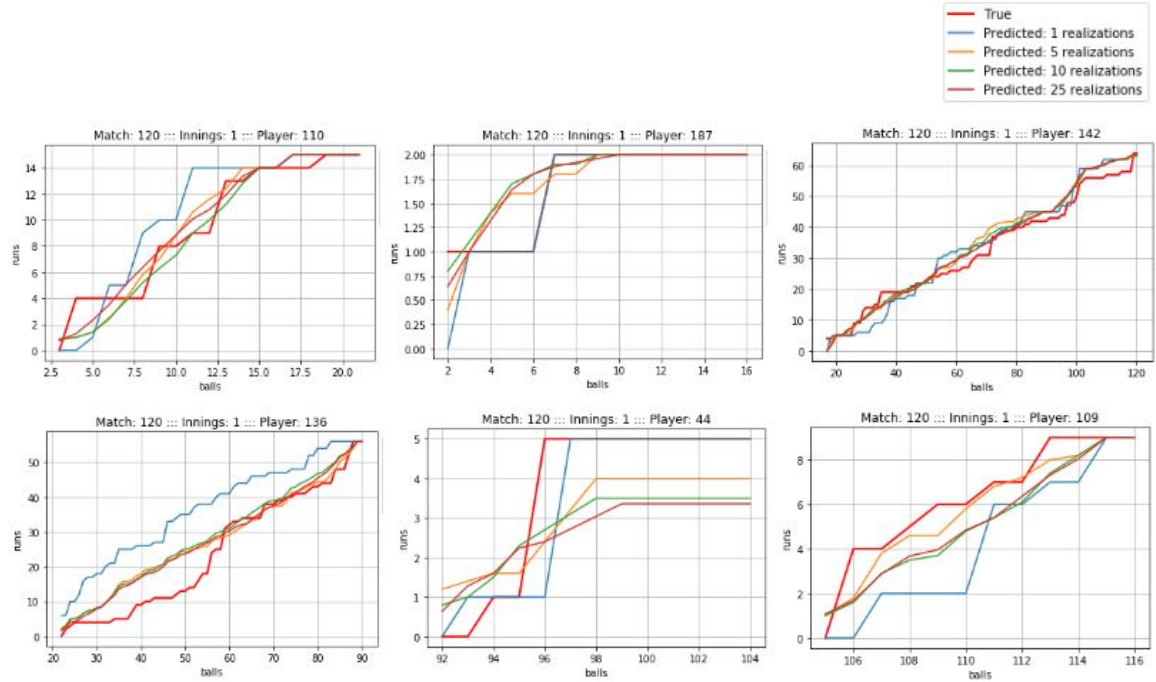 True
Predicted: 1 realizations
Predicted: 5 realizations
Predicted: 10 realizations
Predicted: 25 realizations
Match: 120 ::: Innings: 1 ::: Player: 110
14
12
10
8
6
4
2
0
runs
2.5 5.0 7.5 10.0 12.5 15.0 17.5 20.0
balls
Match: 120 ::: Innings: 1 ::: Player: 187
2.00
1.75
1.50
1.25
1.00
0.75
0.50
0.25
0.00
runs
2 4 6 8 10 12 14 16
balls
Match: 120 ::: Innings: 1 ::: Player: 142
60
50
40
30
20
10
0
runs
20 40 60 80 100 120
balls
Match: 120 ::: Innings: 1 ::: Player: 136
50
40
30
20
10
0
runs
20 30 40 50 60 70 80 90
balls
Match: 120 ::: Innings: 1 ::: Player: 44
5
4
3
2
1
0
runs
92 94 96 98 100 102 104
balls
Match: 120 ::: Innings: 1 ::: Player: 109
8
6
4
2
0
runs
106 108 110 112 114 116
balls